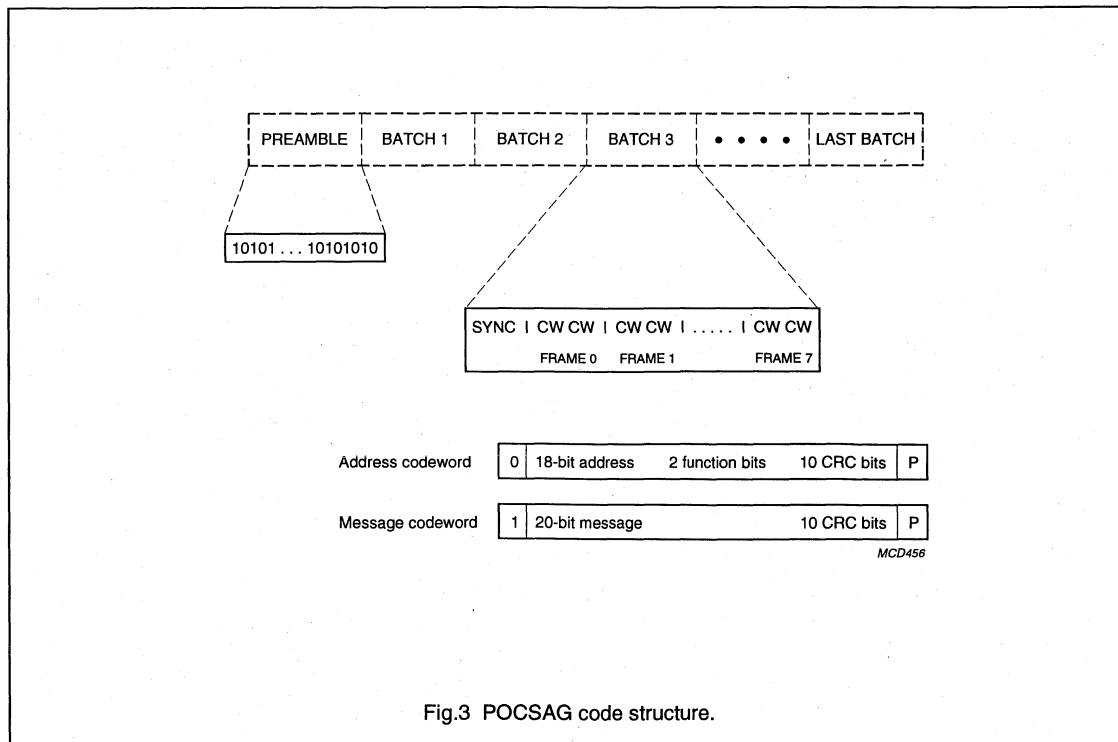 PREAMBLE BATCH 1 BATCH 2 BATCH 3 • • • • LAST BATCH
10101 . . . 10101010
SYNC | CW CW | CW CW | . . . . . | CW CW
FRAME 0 FRAME 1 FRAME 7
Address codeword 0 18-bit address 2 function bits 10 CRC bits P
Message codeword 1 20-bit message 10 CRC bits P
MCD456
Fig.3 POCSAG code structure.